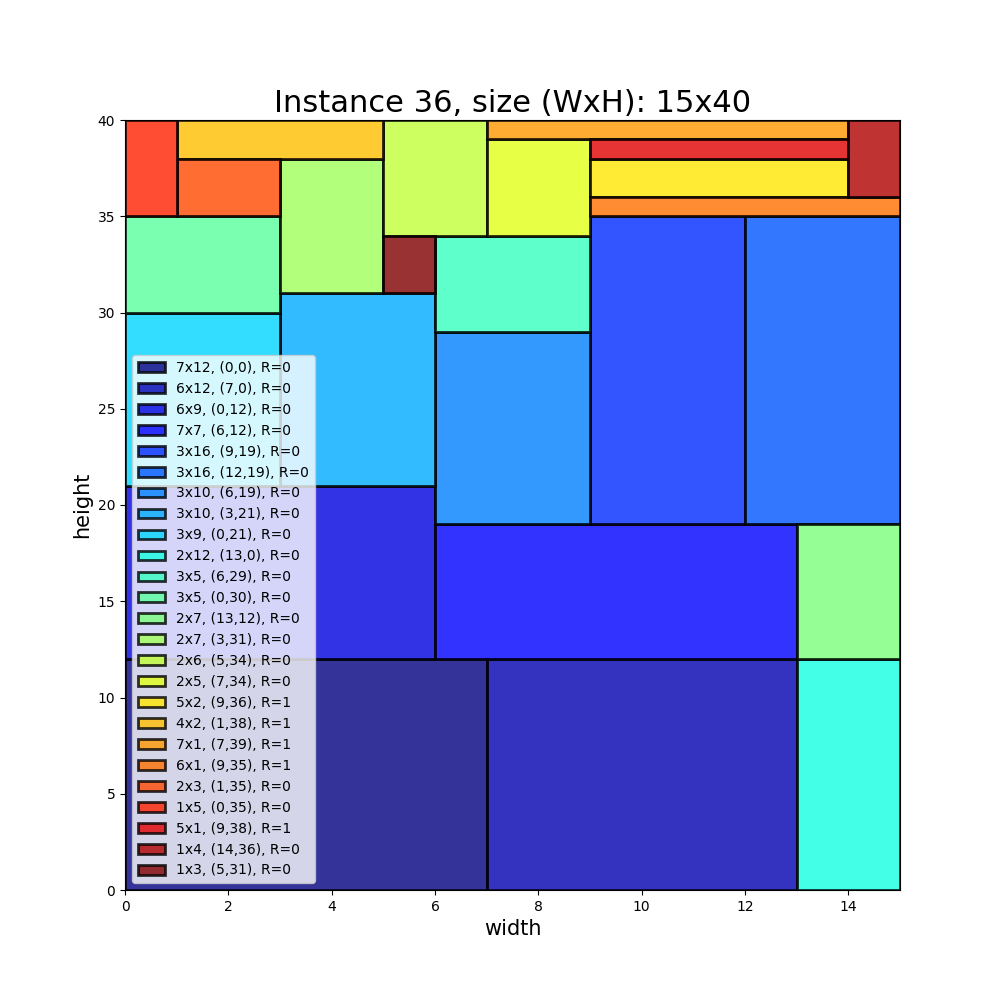 Instance 36, size (WxH): 15x40
height
40
35
30
25
20
15
10
5
0
7x12, (0,0), R=0
6x12, (7,0), R=0
6x9, (0,12), R=0
7x7, (6,12), R=0
3x16, (9,19), R=0
3x16, (12,19), R=0
3x10, (6,19), R=0
3x10, (3,21), R=0
3x9, (0,21), R=0
2x12, (13,0), R=0
3x5, (6,29), R=0
3x5, (0,30), R=0
2x7, (13,12), R=0
2x7, (3,31), R=0
2x6, (5,34), R=0
2x5, (7,34), R=0
5x2, (9,36), R=1
4x2, (1,38), R=1
7x1, (7,39), R=1
6x1, (9,35), R=1
2x3, (1,35), R=0
1x5, (0,35), R=0
5x1, (9,38), R=1
1x4, (14,36), R=0
1x3, (5,31), R=0
0 2 4 6 8 10 12 14
width